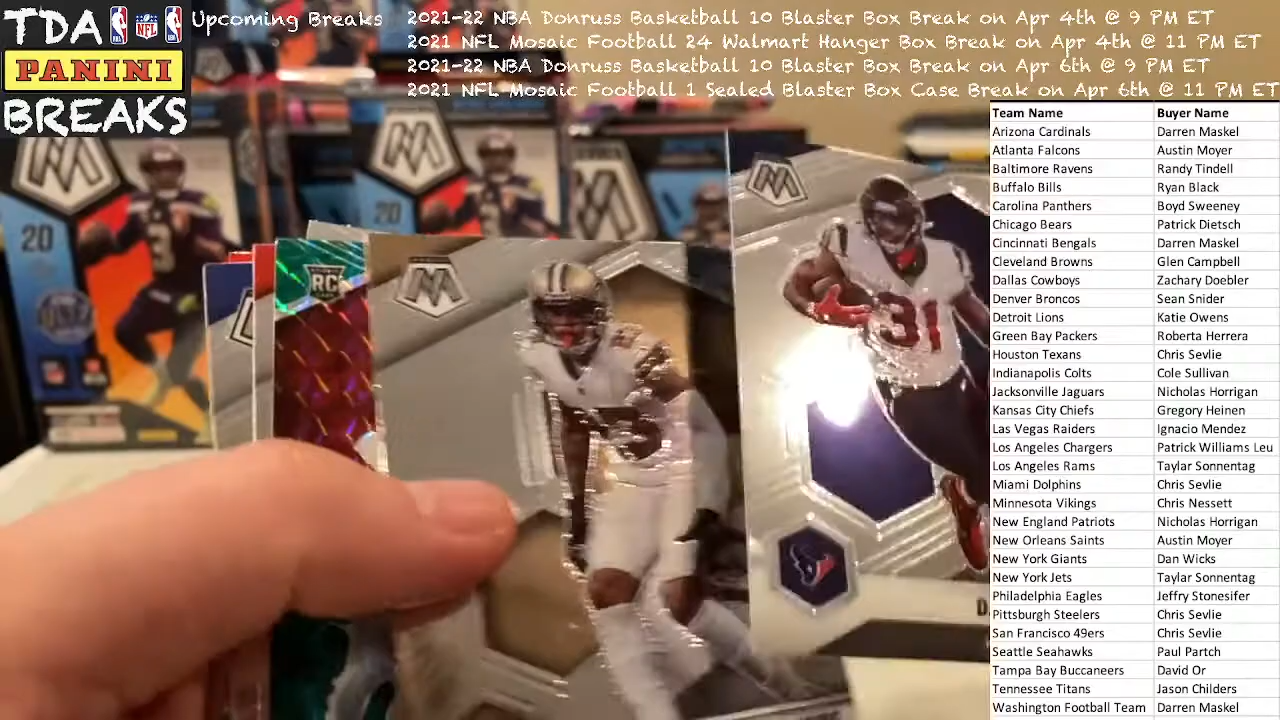 TDA
PANINI
BREAKS
Upcoming Breaks
2021-22 NBA Donruss Basketball 10 Blaster Box Break on Apr 4th @ 9 PM ET
2021 NFL Mosaic Football 24 Walmart Hanger Box Break on Apr 4th @ 11 PM ET
2021-22 NBA Donruss Basketball 10 Blaster Box Break on Apr 6th @ 9 PM ET
2021 NFL Mosaic Football 1 Sealed Blaster Box Case Break on Apr 6th @ 11 PM ET
Team Name Buyer Name
Arizona Cardinals Darren Maskel
Atlanta Falcons Austin Moyer
Baltimore Ravens Randy Tindell
Buffalo Bills Ryan Black
Carolina Panthers Boyd Sweeney
Chicago Bears Patrick Dietsch
Cincinnati Bengals Darren Maskel
Cleveland Browns Glen Campbell
Dallas Cowboys Zachary Doebler
Denver Broncos Sean Snider
Detroit Lions Katie Owens
Green Bay Packers Roberta Herrera
Houston Texans Chris Sevlie
Indianapolis Colts Cole Sullivan
Jacksonville Jaguars Nicholas Horrigan
Kansas City Chiefs Gregory Heinen
Las Vegas Raiders Ignacio Mendez
Los Angeles Chargers Patrick Williams Leu
Los Angeles Rams Taylar Sonnentag
Miami Dolphins Chris Sevlie
Minnesota Vikings Chris Nessett
New England Patriots Nicholas Horrigan
New Orleans Saints Austin Moyer
New York Giants Dan Wicks
New York Jets Taylar Sonnentag
Philadelphia Eagles Jeffry Stonesifer
Pittsburgh Steelers Chris Sevlie
San Francisco 49ers Chris Sevlie
Seattle Seahawks Paul Partch
Tampa Bay Buccaneers David Or
Tennessee Titans Jason Childers
Washington Football Team Darren Maskel
20
3
20
3
RC
31
D